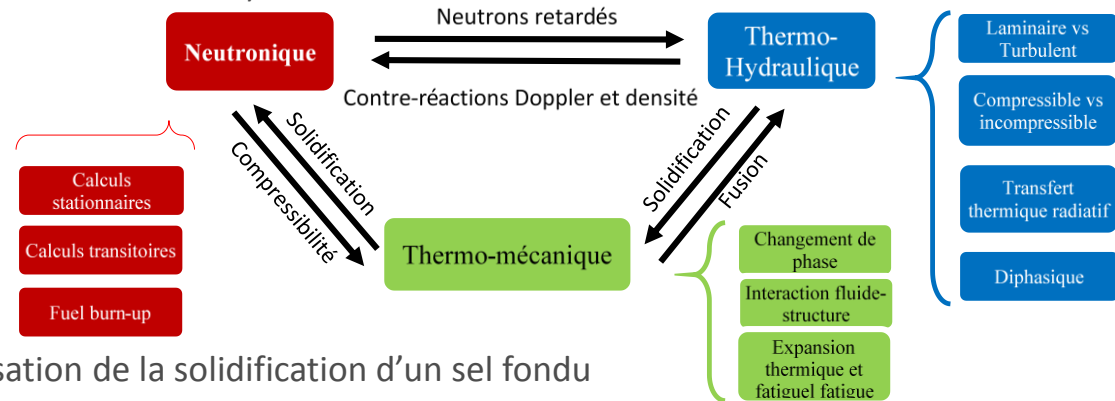 Neutrons retardés
Neutronique
Thermo-
Hydraulique
Contre-réactions Doppler et densité
Laminaire vs
Turbulent
Compressible vs
incompressible
Transfert
thermique radiatif
Diphasique
Solidification
Compressibilité
Solidification
Fusion
Calculs
stationnaires
Calculs transitoires
Fuel burn-up
Thermo-mécanique
Changement de
phase
Interaction fluide-
structure
Expansion
thermique et
fatiguel fatigue
sation de la solidification d'un sel fondu